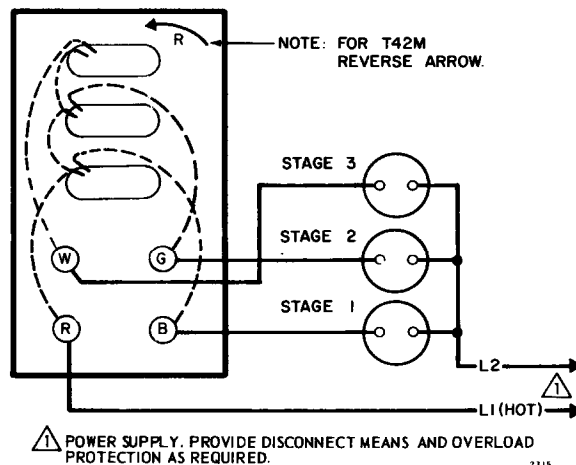 R
NOTE: FOR T42M
REVERSE ARROW.
STAGE 3
STAGE 2
W
G
STAGE 1
R
B
L2
1
L1(HOT)
1 POWER SUPPLY. PROVIDE DISCONNECT MEANS AND OVERLOAD
PROTECTION AS REQUIRED.
2315